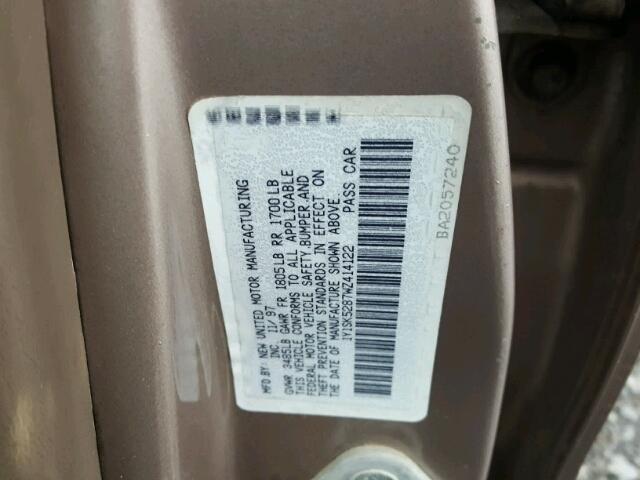 MFD BY: NEW UNITED MOTOR MANUFACTURING
INC 11/97
GVWR 3485LB GAWR FR 1805LB RR 1700LB
THIS VEHICLE CONFORMS TO ALL APPLICABLE
FEDERAL MOTOR VEHICLE SAFETY, BUMPER, AND
THEFT PREVENTION STANDARDS IN EFFECT ON
THE DATE OF MANUFACTURE SHOWN ABOVE.
1Y1SK5287WZ414122 PASS CAR
BA2057240